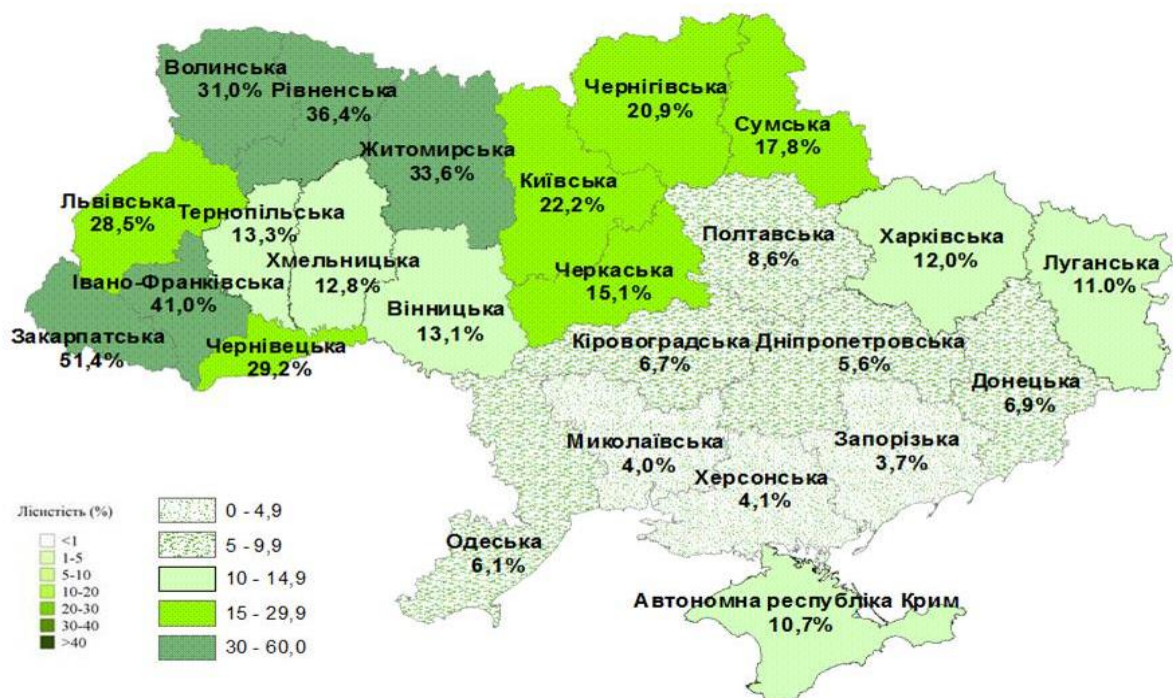 Волинська
31,0%
Рівненська
36,4%
Житомирська
33,6%
Чернігівська
20,9%
Сумська
17,8%
Київська
22,2%
Львівська
28,5%
Тернопільська
13,3%
Хмельницька
12,8%
Вінницька
13,1%
Івано-Франківська
41,0%
Закарпатська
51,4%
Чернівецька
29,2%
Черкаська
15,1%
Полтавська
8,6%
Харківська
12,0%
Луганська
11.0%
Кіровоградська
6,7%
Дніпропетровська
5,6%
Донецька
6,9%
Миколаївська
4,0%
Запорізька
3,7%
Херсонська
4,1%
Одеська
6,1%
Автономна республіка Крим
10,7%
Лісистість (%)
<1
1-5
5-10
10-20
20-30
30-40
>40
0 - 4,9
5 - 9,9
10 - 14,9
15 - 29,9
30 - 60,0